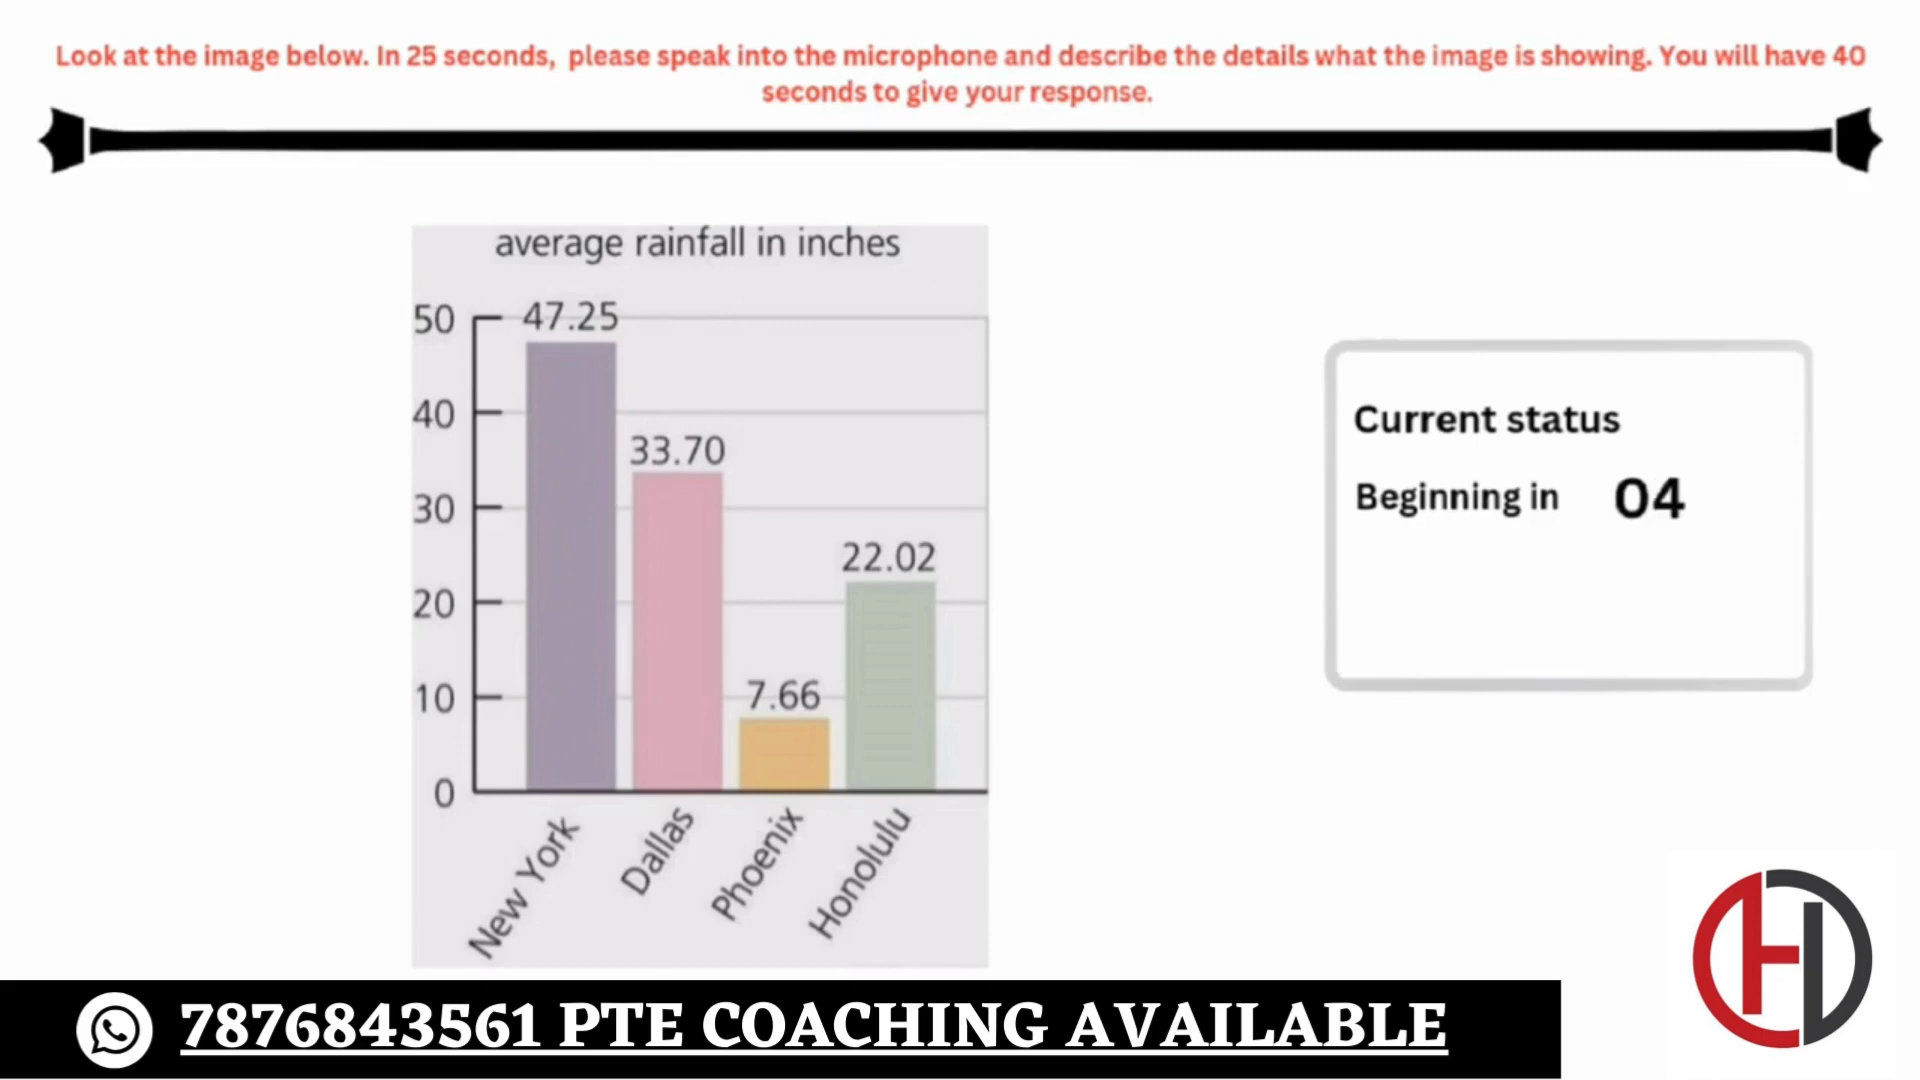 Look at the image below. In 25 seconds, please speak into the microphone and describe the details what the image is showing. You will have 40
seconds to give your response.
average rainfall in inches
50
40
30
20
10
0
47.25
33.70
7.66
22.02
New York
Dallas
Phoenix
Honolulu
Current status
Beginning in 04
7876843561 PTE COACHING AVAILABLE